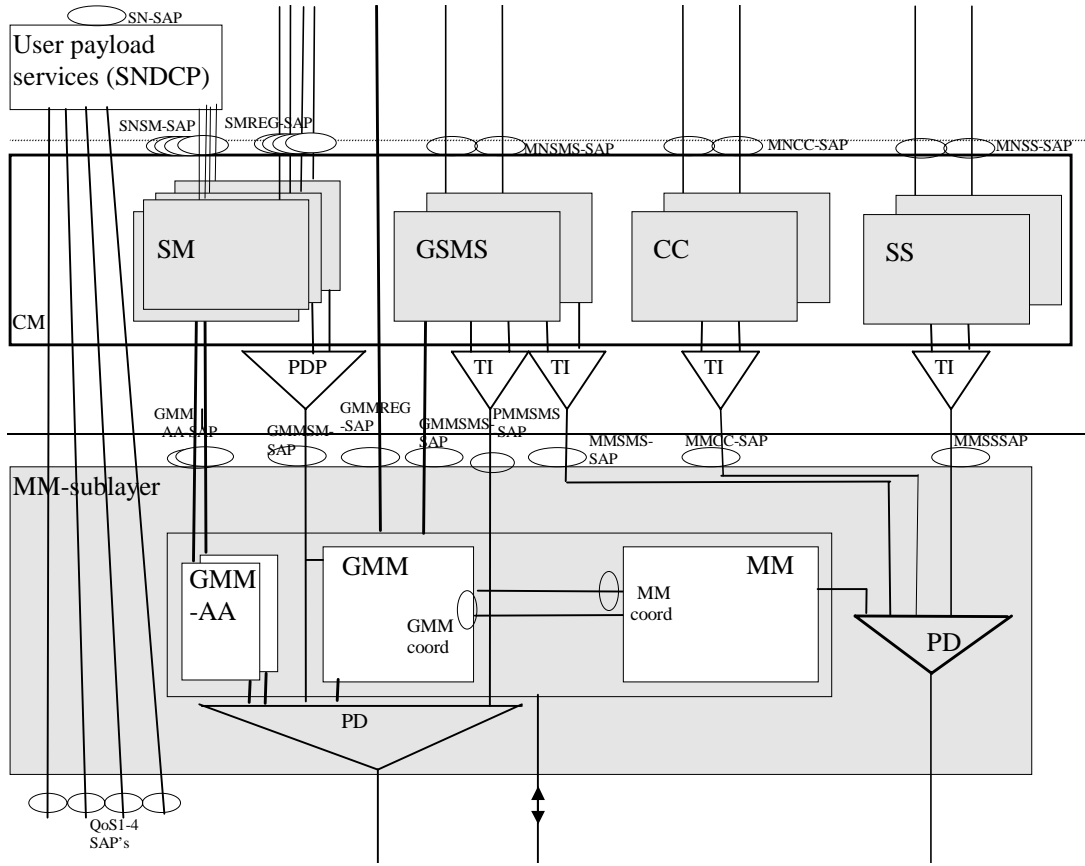 SN-SAP
User payload
services (SNDCP)
SNSM-SAP
SMREG-SAP
MNSMS-SAP
MNCC-SAP
MNSS-SAP
SM
GSMS
CC
SS
CM
PDP
TI
TI
TI
TI
GMM
-AA SAP
GMMSM-
SAP
GMMREG
-SAP
GMMSMS-
SAP
PMMSMS
-SAP
MMSMS-
SAP
MMCC-SAP
MMSSSAP
MM-sublayer
GMM
-AA
GMM
GMM
coord
MM
coord
MM
PD
PD
QoS1-4
SAP's